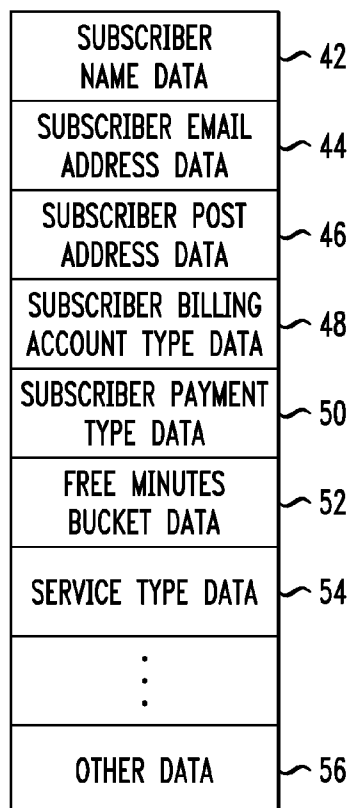 SUBSCRIBER
NAME DATA
42
SUBSCRIBER EMAIL
ADDRESS DATA
44
SUBSCRIBER POST
ADDRESS DATA
46
SUBSCRIBER BILLING
ACCOUNT TYPE DATA
48
SUBSCRIBER PAYMENT
TYPE DATA
50
FREE MINUTES
BUCKET DATA
52
SERVICE TYPE DATA
54
OTHER DATA
56